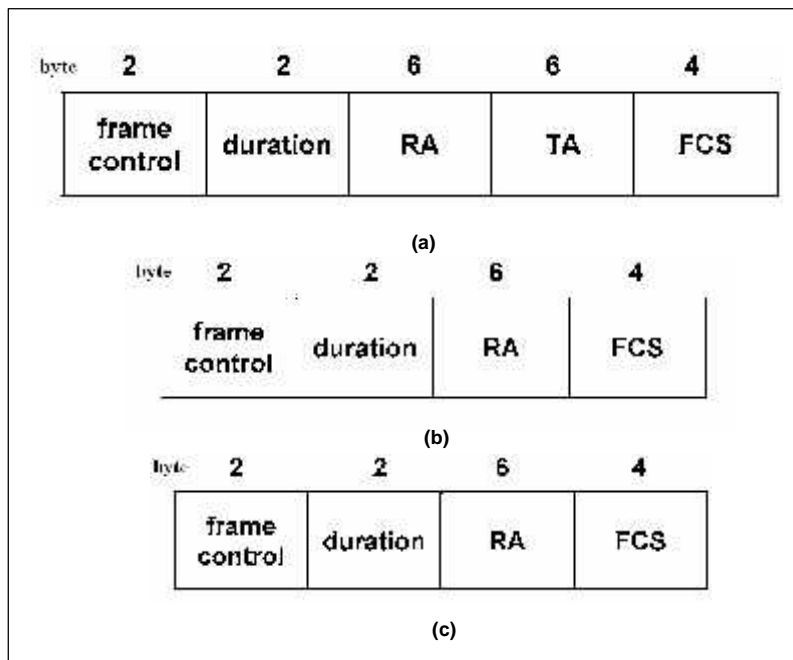 byte 2 2 6 6 4
frame control duration RA TA FCS
(a)
byte 2 2 6 4
frame control duration RA FCS
(b)
byte 2 2 6 4
frame control duration RA FCS
(c)